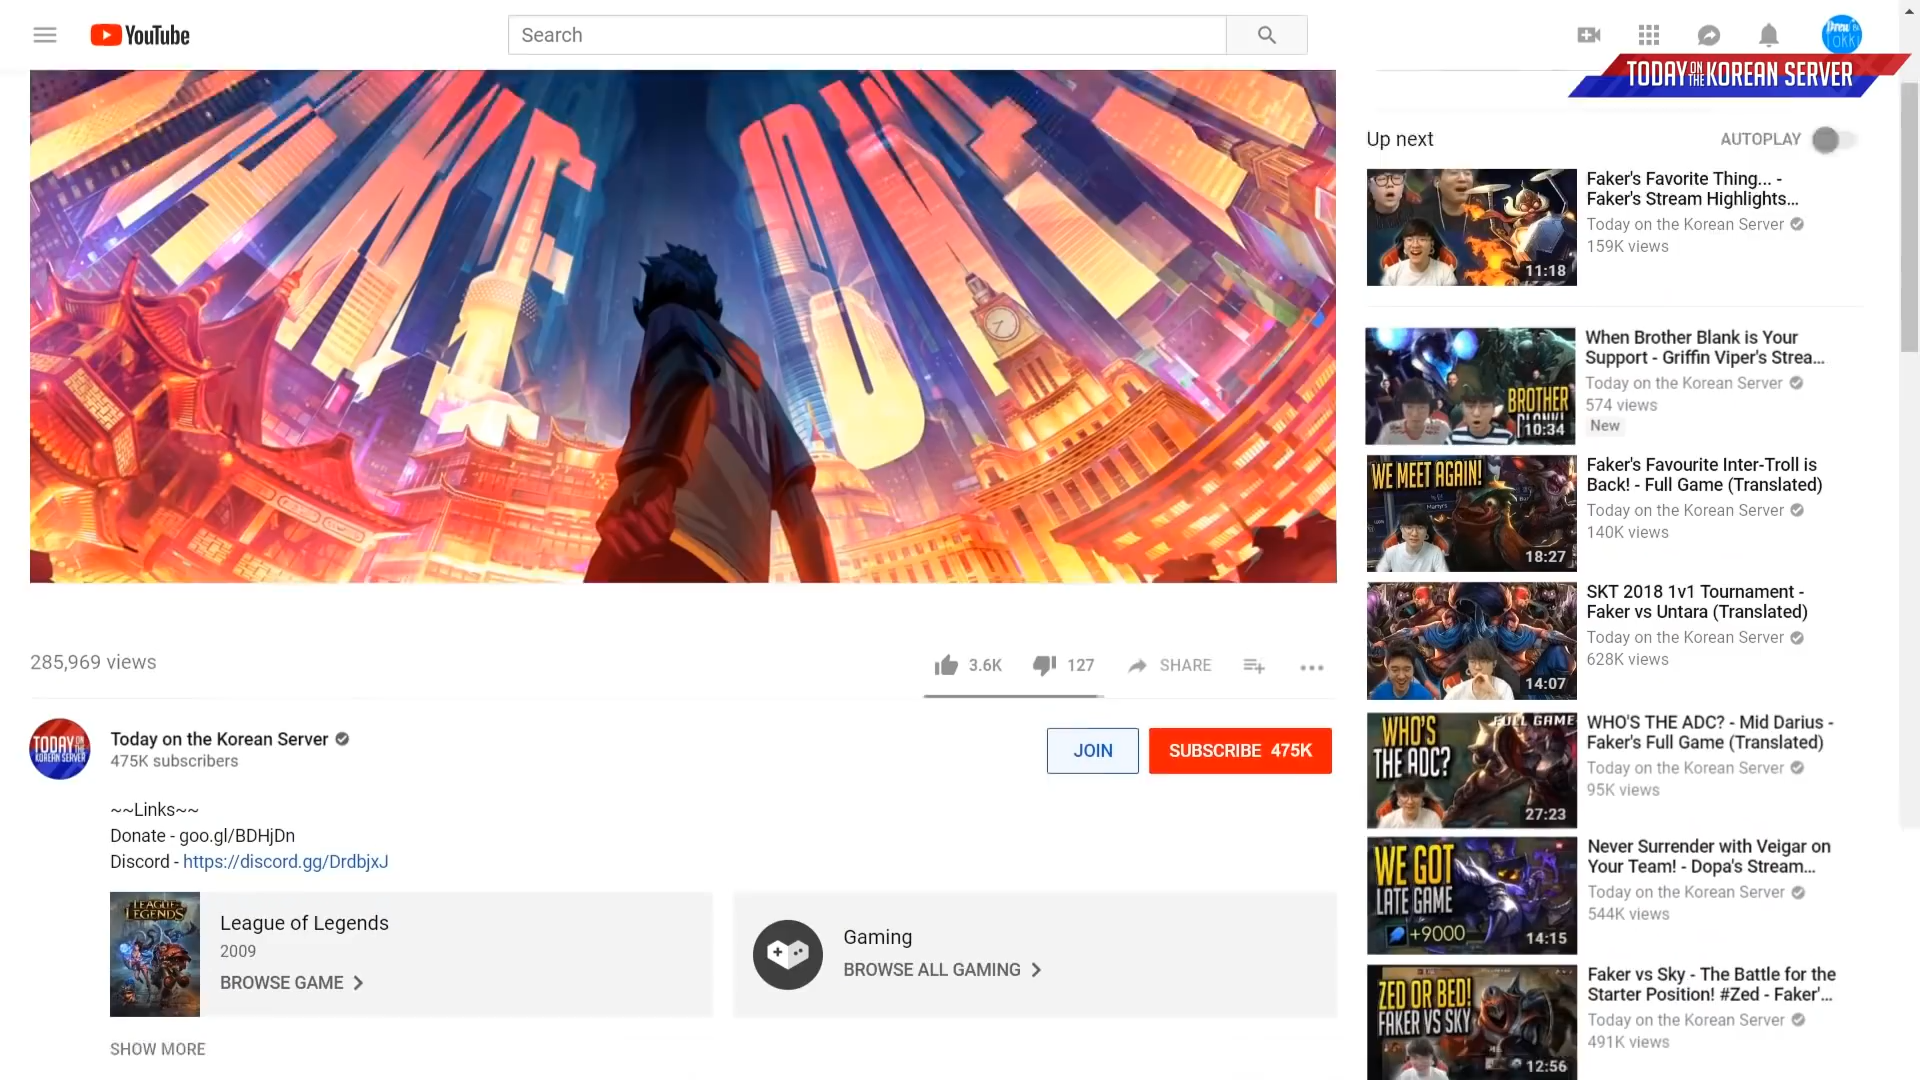 YouTube
Search
TODAY ON THE KOREAN SERVER
Up next
AUTOPLAY
Faker's Favorite Thing... -
Faker's Stream Highlights...
Today on the Korean Server
159K views
11:18
When Brother Blank is Your
Support - Griffin Viper's Strea...
Today on the Korean Server
574 views
New
BROTHER
BLANK!
10:34
WE MEET AGAIN!
Faker's Favourite Inter-Troll is
Back! - Full Game (Translated)
Today on the Korean Server
140K views
18:27
SKT 2018 1v1 Tournament -
Faker vs Untara (Translated)
Today on the Korean Server
628K views
14:07
WHO'S
THE ADC?
FULL GAME
WHO'S THE ADC? - Mid Darius -
Faker's Full Game (Translated)
Today on the Korean Server
95K views
27:23
WE GOT
LATE GAME
+9000
Never Surrender with Veigar on
Your Team! - Dopa's Stream...
Today on the Korean Server
544K views
14:15
ZED OR BED!
FAKER VS SKY
Faker vs Sky - The Battle for the
Starter Position! #Zed - Faker'...
Today on the Korean Server
491K views
12:56
285,969 views
3.6K
127
SHARE
TODAY ON THE
KOREAN SERVER
Today on the Korean Server
475K subscribers
JOIN
SUBSCRIBE 475K
~~Links~~
Donate - goo.gl/BDHjDn
Discord - https://discord.gg/DrdbjxJ
LEAGUE OF
LEGENDS
League of Legends
2009
BROWSE GAME
Gaming
BROWSE ALL GAMING
SHOW MORE